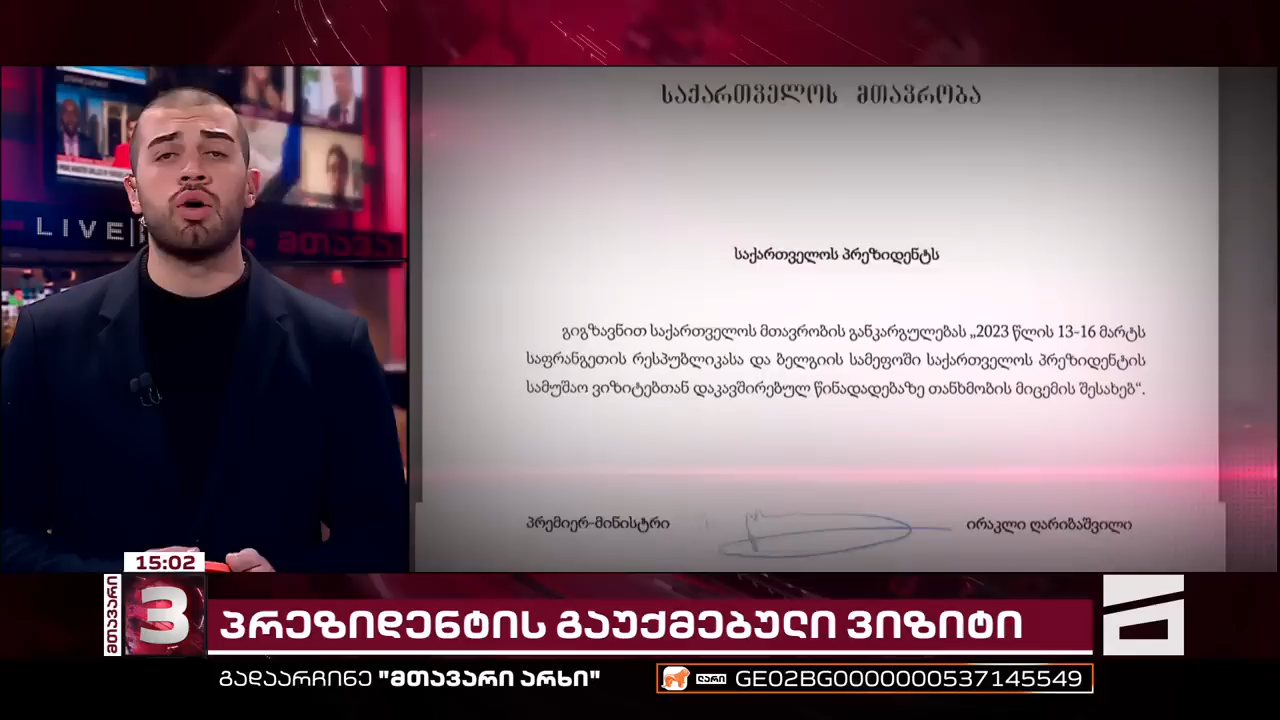 LIVE
მთავა
საქართველოს მთავრობა
საქართველოს პრეზიდენტს
გიგზავნით საქართველოს მთავრობის განკარგულებას „2023 წლის 13-16 მარტს
საფრანგეთის რესპუბლიკასა და ბელგიის სამეფოში საქართველოს პრეზიდენტის
სამუშაო ვიზიტებთან დაკავშირებულ წინადადებაზე თანხმობის მიცემის შესახებ“.
პრემიერ-მინისტრი
ირაკლი ღარიბაშვილი
15:02
მთავარი
3
პრეზიდენტის გაუქმებული ვიზიტი
გადაარჩინე "მთავარი არხი"
ლარი GE02BG0000000537145549